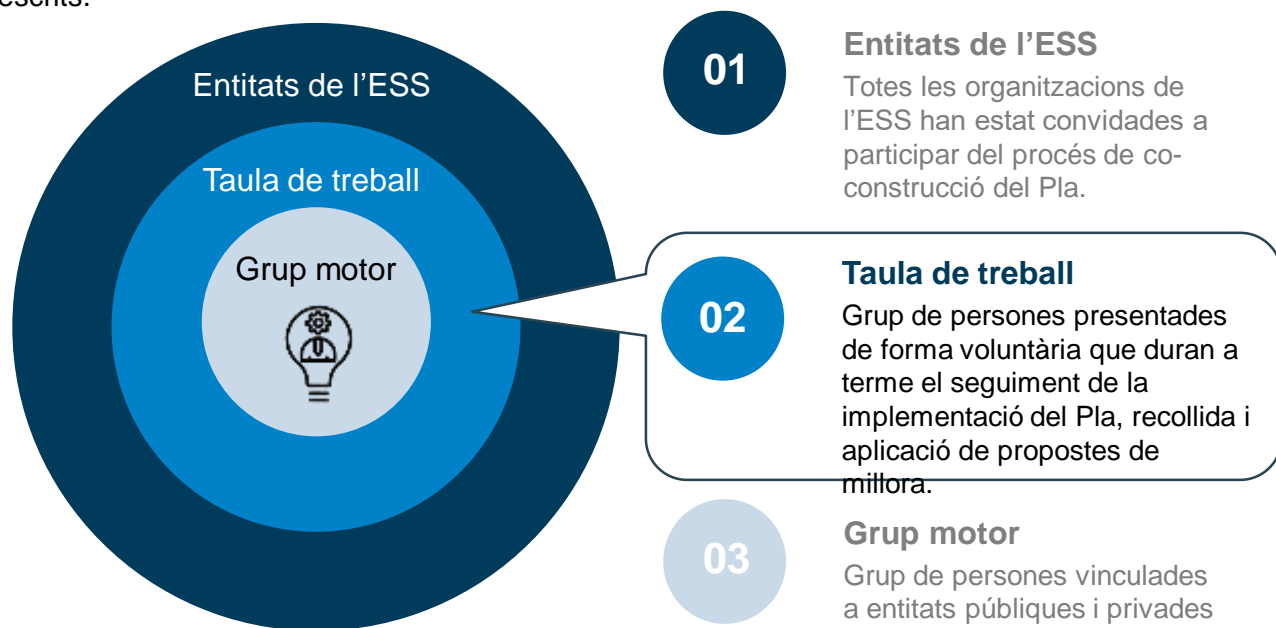 Entitats de l’ESS
Taula de treball
Grup motor
01
Entitats de l’ESS
Totes les organitzacions de
l’ESS han estat convidades a
participar del procés de co-
construcció del Pla.
02
Taula de treball
Grup de persones presentades
de forma voluntària que duran a
terme el seguiment de la
implementació del Pla, recollida i
aplicació de propostes de
millora.
03
Grup motor
Grup de persones vinculades
a entitats públiques i privades